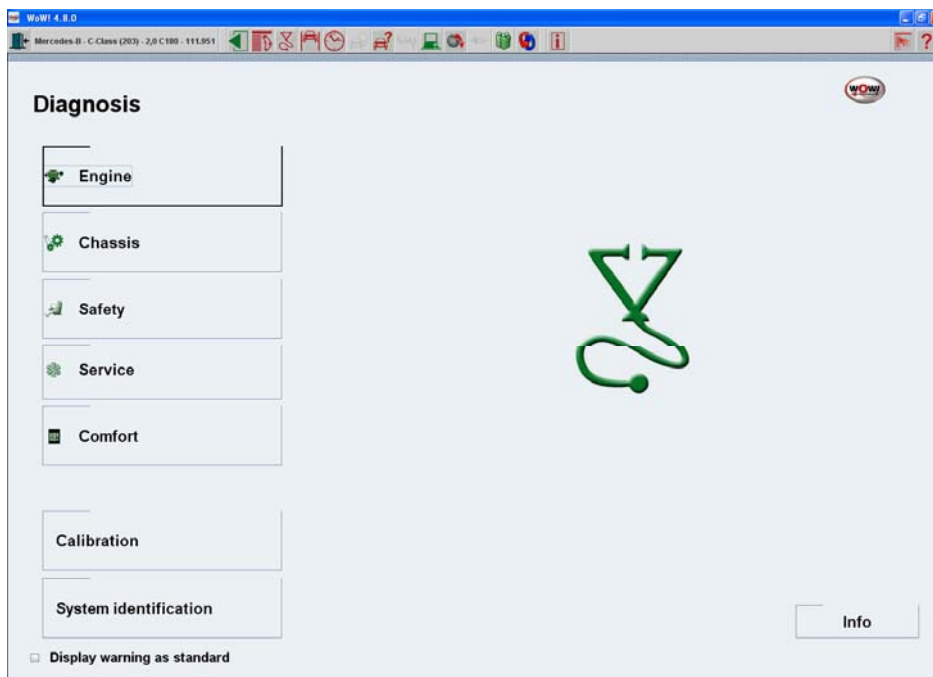 WoW! 4.8.0
Mercedes-B - C-Class (203) - 2,0 C180 - 111.951
Diagnosis
WOW!
Engine
Chassis
Safety
Service
Comfort
Calibration
System identification
Info
Display warning as standard